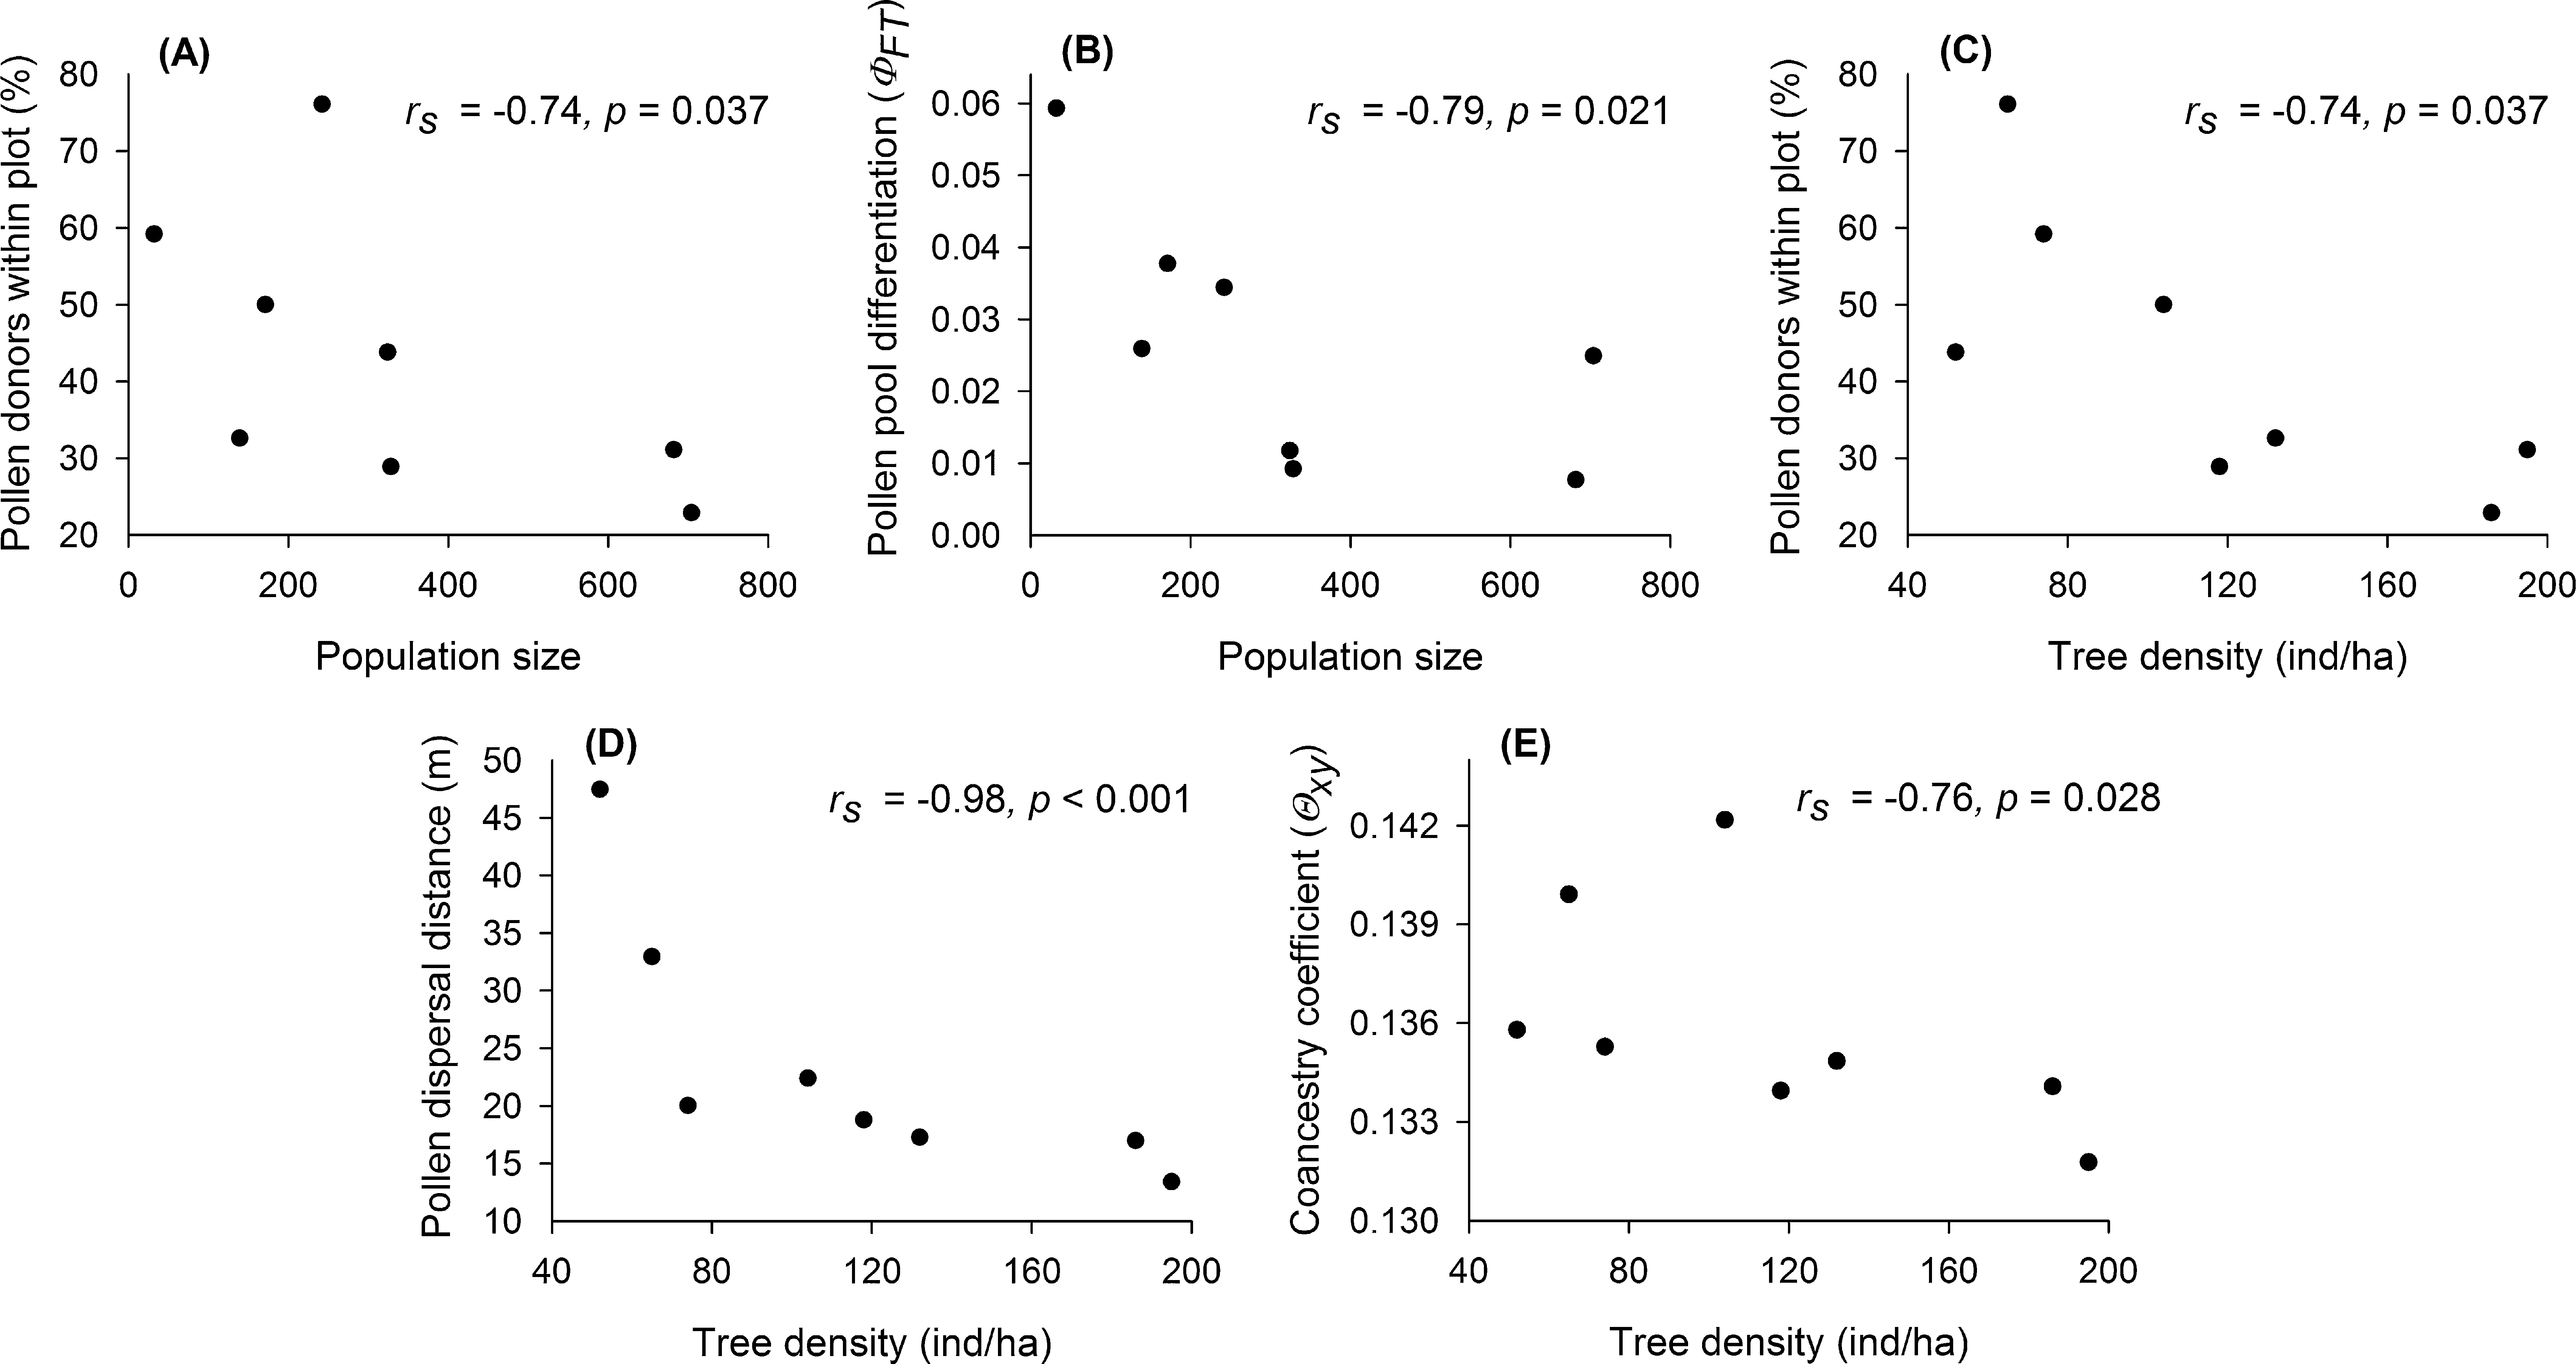 (A)
Pollen donors within plot (%)
80
70
60
50
40
30
20
rS = -0.74, p = 0.037
0 200 400 600 800
Population size
(B)
Pollen pool differentiation (ΦFT)
0.06
0.05
0.04
0.03
0.02
0.01
0.00
rS = -0.79, p = 0.021
0 200 400 600 800
Population size
(C)
Pollen donors within plot (%)
80
70
60
50
40
30
20
rS = -0.74, p = 0.037
40 80 120 160 200
Tree density (ind/ha)
(D)
Pollen dispersal distance (m)
50
45
40
35
30
25
20
15
10
rS = -0.98, p < 0.001
40 80 120 160 200
Tree density (ind/ha)
(E)
Coancestry coefficient (Θxy)
0.142
0.139
0.136
0.133
0.130
rS = -0.76, p = 0.028
40 80 120 160 200
Tree density (ind/ha)